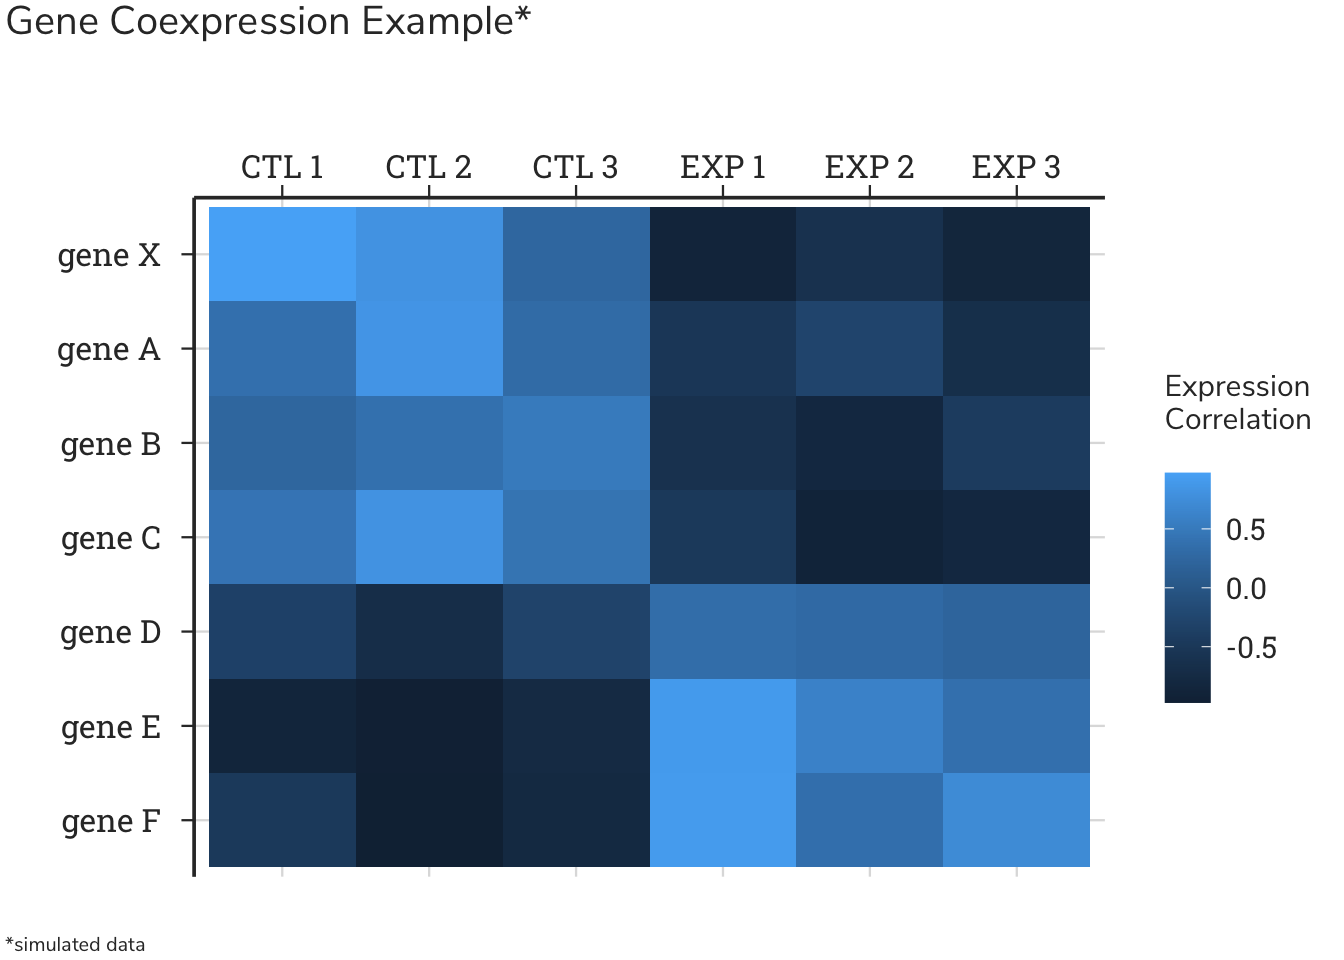 Gene Coexpression Example*
CTL 1 CTL 2 CTL 3 EXP 1 EXP 2 EXP 3
gene X
gene A
gene B
gene C
gene D
gene E
gene F
Expression
Correlation
0.5
0.0
-0.5
*simulated data